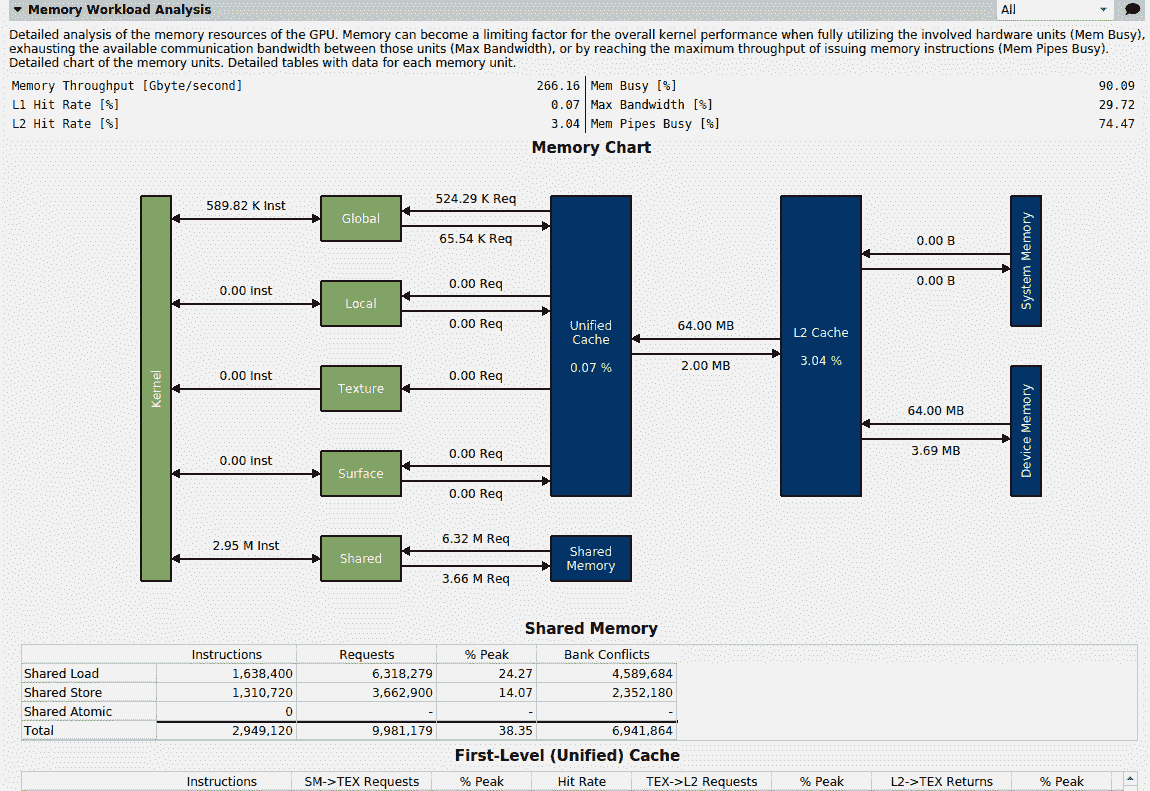 Memory Workload Analysis
All
Detailed analysis of the memory resources of the GPU. Memory can become a limiting factor for the overall kernel performance when fully utilizing the involved hardware units (Mem Busy),
exhausting the available communication bandwidth between those units (Max Bandwidth), or by reaching the maximum throughput of issuing memory instructions (Mem Pipes Busy).
Detailed chart of the memory units. Detailed tables with data for each memory unit.
Memory Throughput [Gbyte/second] 266.16 Mem Busy [%] 90.09
L1 Hit Rate [%] 0.07 Max Bandwidth [%] 29.72
L2 Hit Rate [%] 3.04 Mem Pipes Busy [%] 74.47
Memory Chart
Kernel
589.82 K Inst
Global
524.29 K Req
65.54 K Req
0.00 Inst
Local
0.00 Req
0.00 Req
0.00 Inst
Texture
0.00 Req
0.00 Inst
Surface
0.00 Req
0.00 Req
2.95 M Inst
Shared
6.32 M Req
3.66 M Req
Unified
Cache
0.07 %
Shared
Memory
64.00 MB
2.00 MB
L2 Cache
3.04 %
0.00 B
0.00 B
System Memory
64.00 MB
3.69 MB
Device Memory
Shared Memory
Instructions Requests % Peak Bank Conflicts
Shared Load 1,638,400 6,318,279 24.27 4,589,684
Shared Store 1,310,720 3,662,900 14.07 2,352,180
Shared Atomic 0 - - -
Total 2,949,120 9,981,179 38.35 6,941,864
First-Level (Unified) Cache
Instructions SM->TEX Requests % Peak Hit Rate TEX->L2 Requests % Peak L2->TEX Returns % Peak